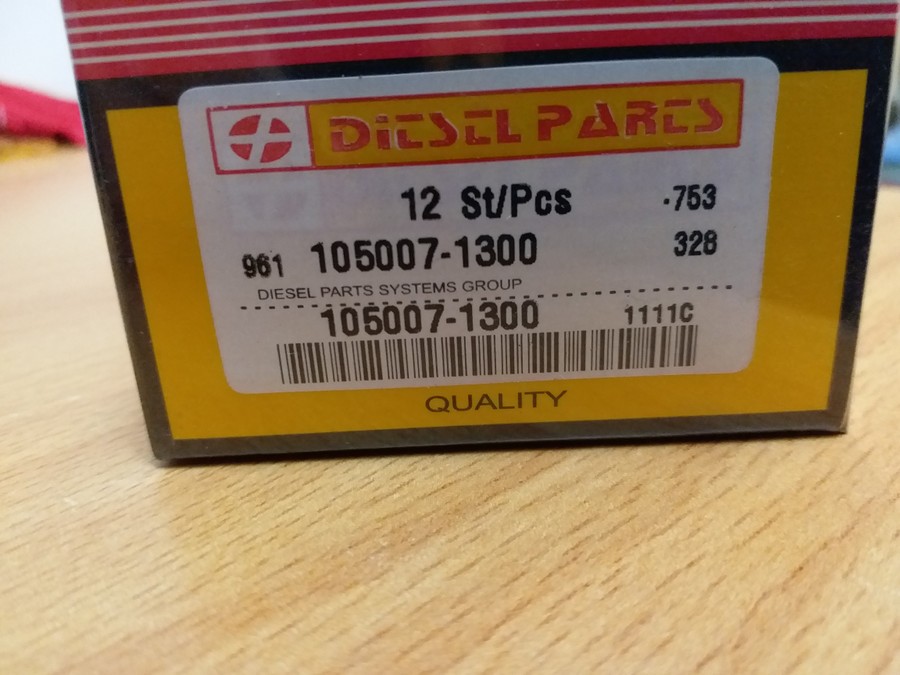 DIESEL PARTS
12 St/Pcs .753
961 105007-1300 328
DIESEL PARTS SYSTEMS GROUP
105007-1300 1111C
QUALITY